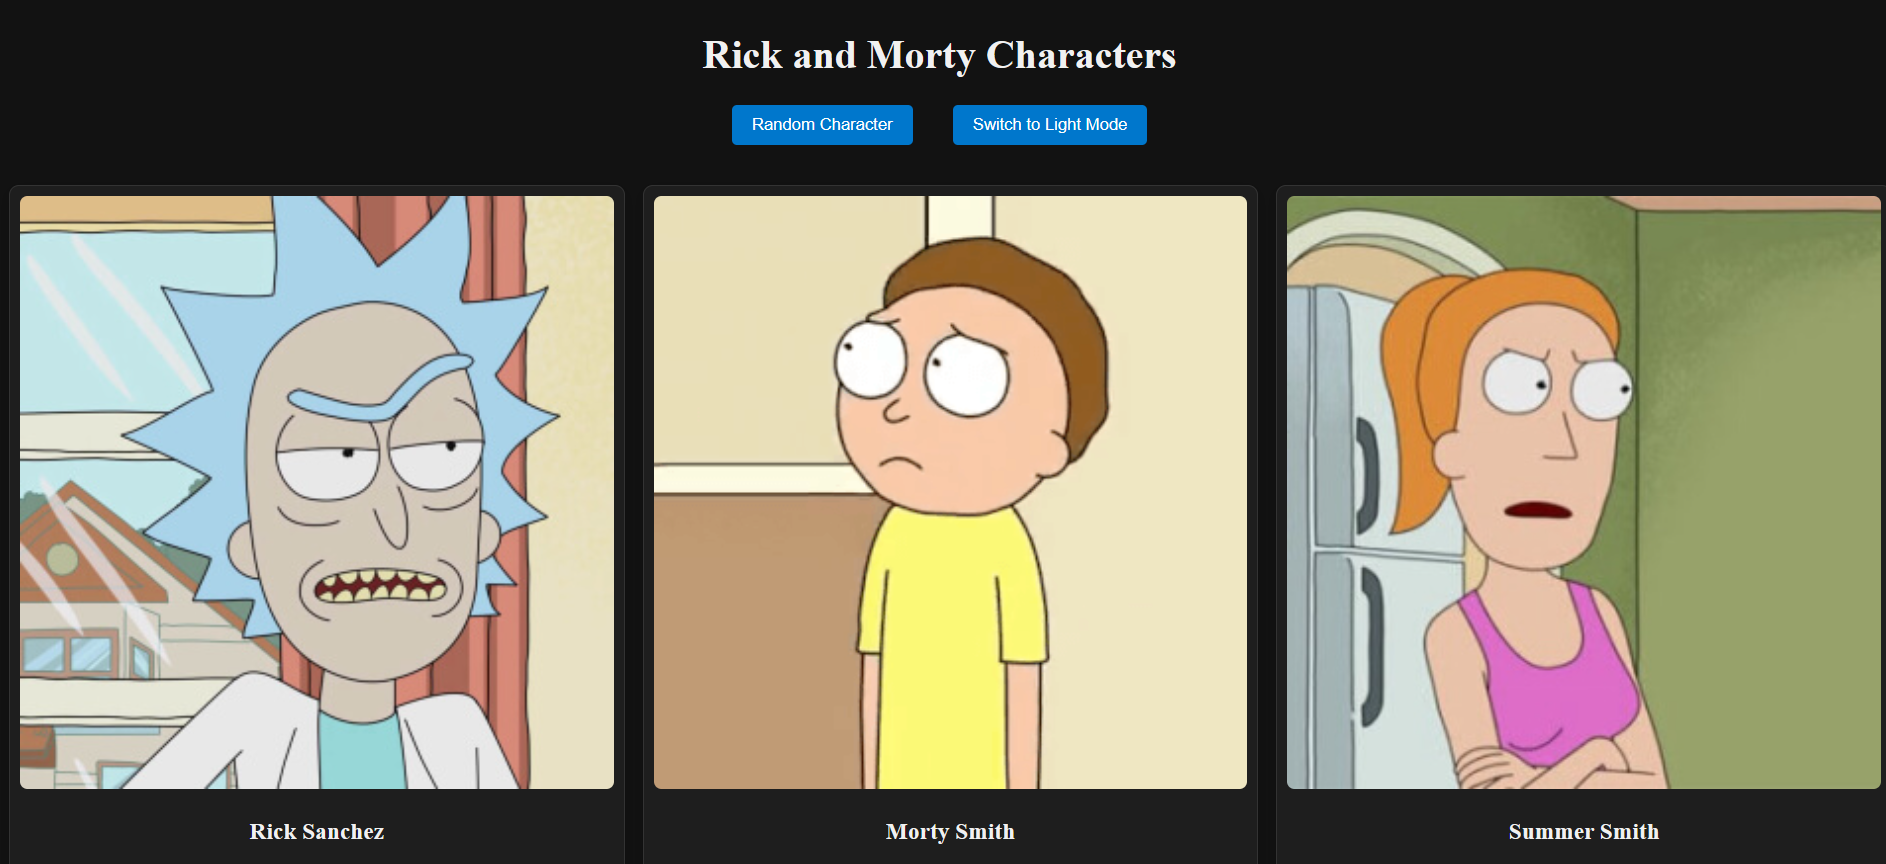 Rick and Morty Characters
Random Character
Switch to Light Mode
Rick Sanchez
Morty Smith
Summer Smith